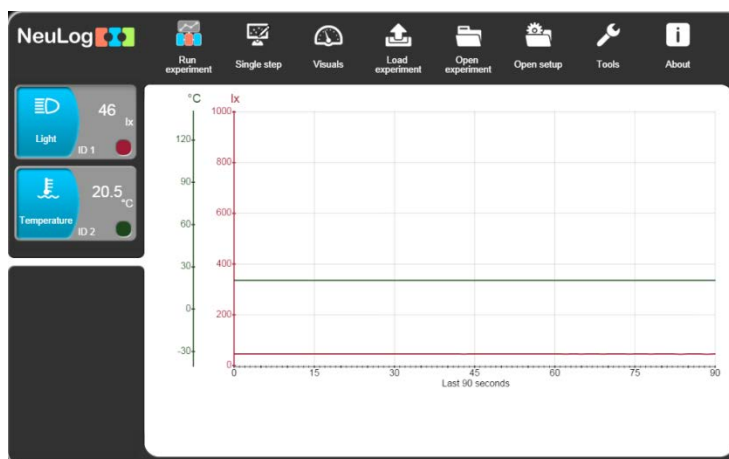 NeuLog
Run experiment
Single step
Visuals
Load experiment
Open experiment
Open setup
Tools
About
Light
46 lx
ID 1
Temperature
20.5 °C
ID 2
°C
lx
120
90
60
30
0
-30
1000
800
600
400
200
0
0 15 30 45 60 75 90
Last 90 seconds